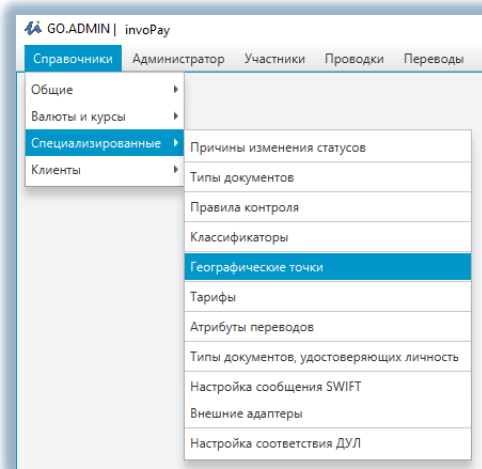 GO.ADMIN | invoPay
Справочники Администратор Участники Проводки Переводы
Общие
Валюты и курсы
Специализированные
Клиенты
Причины изменения статусов
Типы документов
Правила контроля
Классификаторы
Географические точки
Тарифы
Атрибуты переводов
Типы документов, удостоверяющих личность
Настройка сообщения SWIFT
Внешние адаптеры
Настройка соответствия ДУЛ